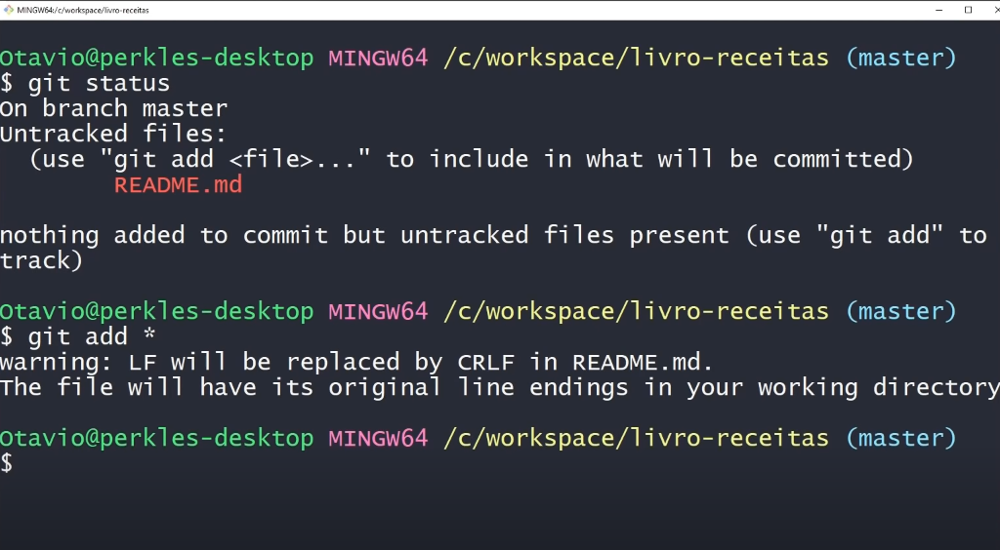 MINGW64:/c/workspace/livro-receitas
Otavio@perkles-desktop MINGW64 /c/workspace/livro-receitas (master)
$ git status
On branch master
Untracked files:
  (use "git add <file>..." to include in what will be committed)
        README.md
nothing added to commit but untracked files present (use "git add" to
track)
Otavio@perkles-desktop MINGW64 /c/workspace/livro-receitas (master)
$ git add *
warning: LF will be replaced by CRLF in README.md.
The file will have its original line endings in your working directory
Otavio@perkles-desktop MINGW64 /c/workspace/livro-receitas (master)
$